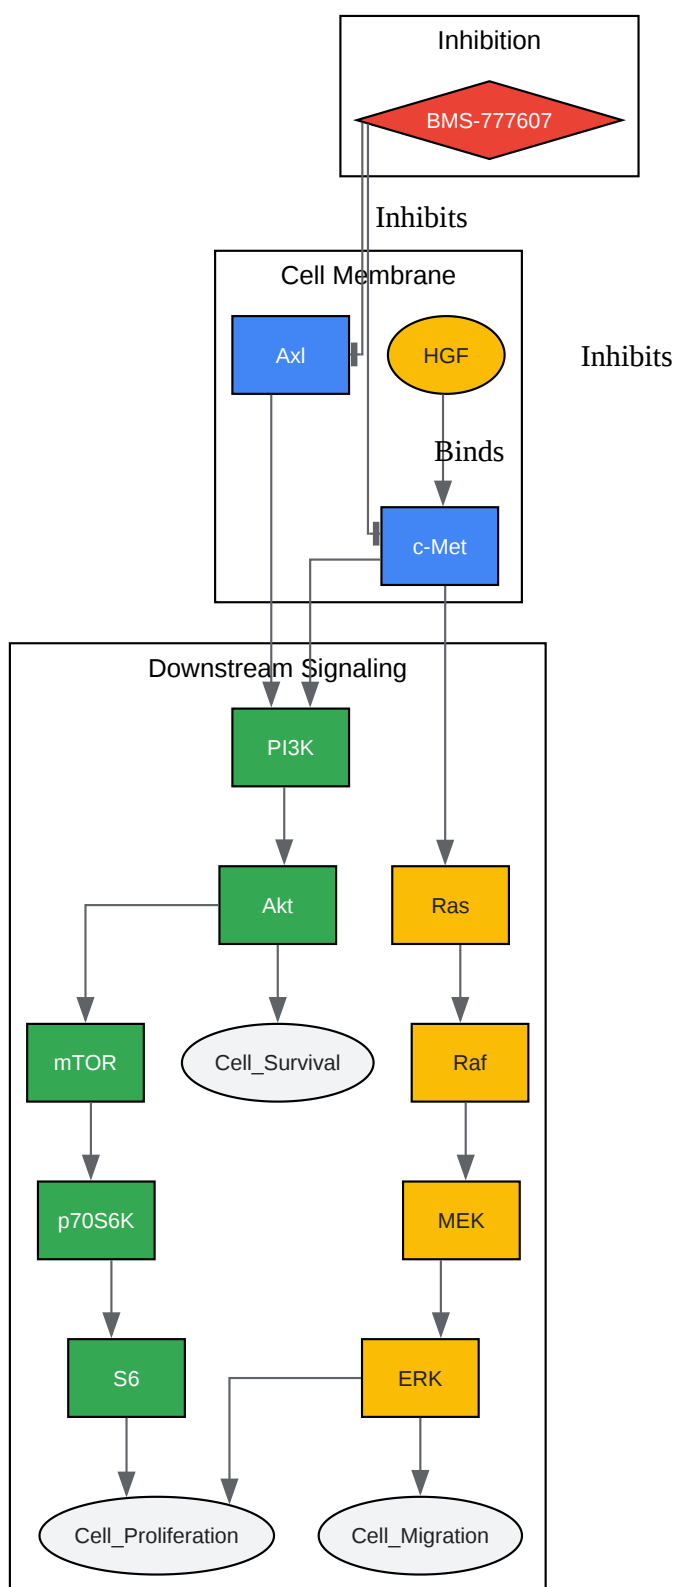 Inhibition
BMS-777607
Inhibits
Cell Membrane
Axl
HGF
Inhibits
Binds
c-Met
Downstream Signaling
PI3K
Akt
Ras
mTOR
Cell_Survival
Raf
p70S6K
MEK
S6
ERK
Cell_Proliferation
Cell_Migration